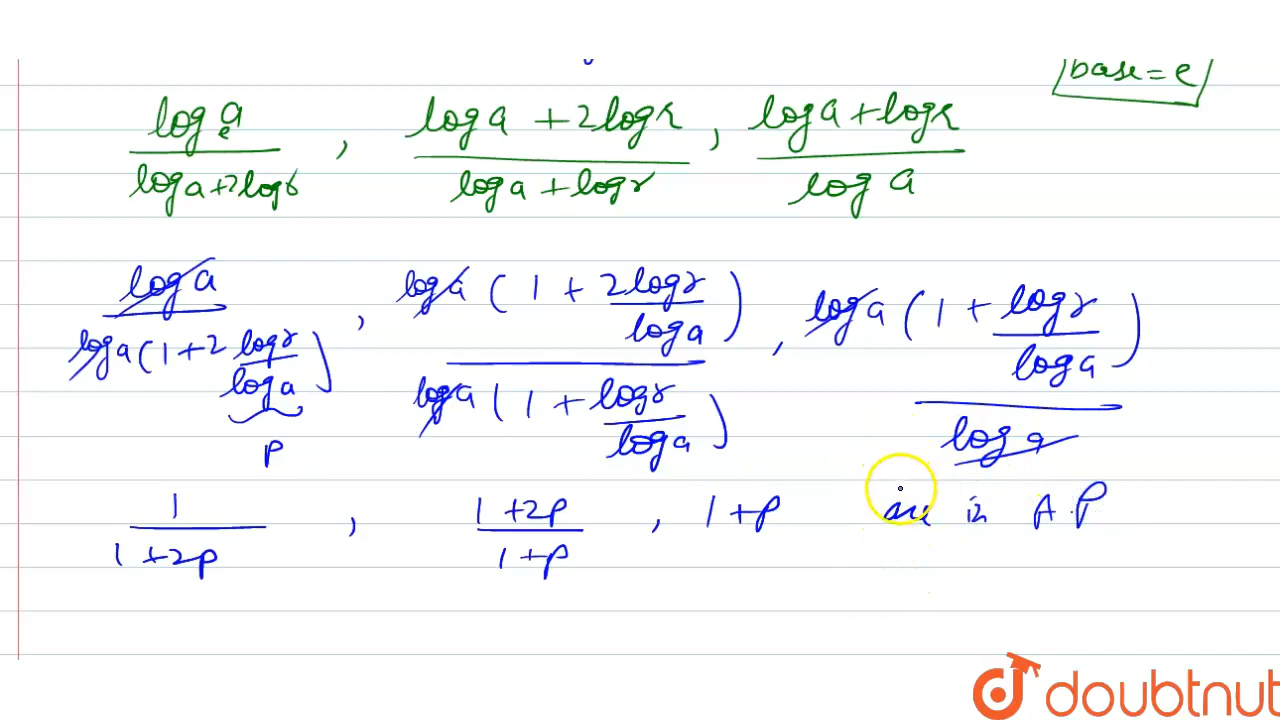 base = e
log_e a / (log a + 2 log r) , (log a + 2 log r) / (log a + log r) , (log a + log r) / log a
log a / (log a (1 + 2 log r / log a)) , log a (1 + 2 log r / log a) / (log a (1 + log r / log a)) , log a (1 + log r / log a) / log a
p
1 / (1 + 2p) , (1 + 2p) / (1 + p) , 1 + p are in A.P
doubtnut